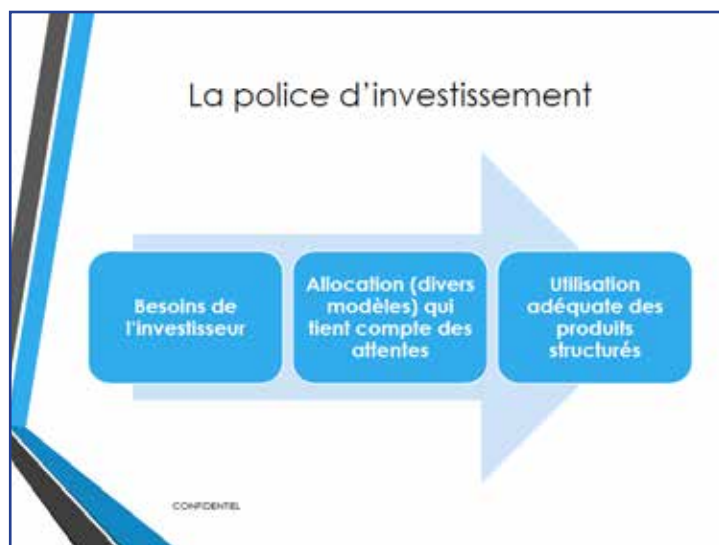 La police d'investissement
Besoins de
l'investisseur
Allocation (divers
modèles) qui
tient compte des
attentes
Utilisation
adéquate des
produits
structurés
CONFIDENTIEL